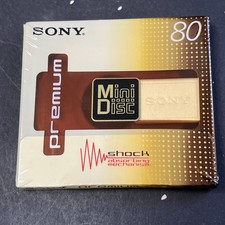 SONY
80
premium
Mini
Disc
SONY
shock
absorbing
mechanism